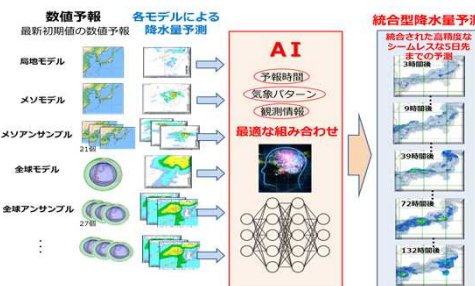 数値予報
最新初期値の数値予報
各モデルによる
降水量予測
局地モデル
メソモデル
メソアンサンブル
21個
全球モデル
全球アンサンブル
27個
AI
予報時間
気象パターン
観測情報
最適な組み合わせ
統合型降水量予測
統合された高精度な
シームレスな5日先
までの予測
3時間後
9時間後
39時間後
72時間後
132時間後